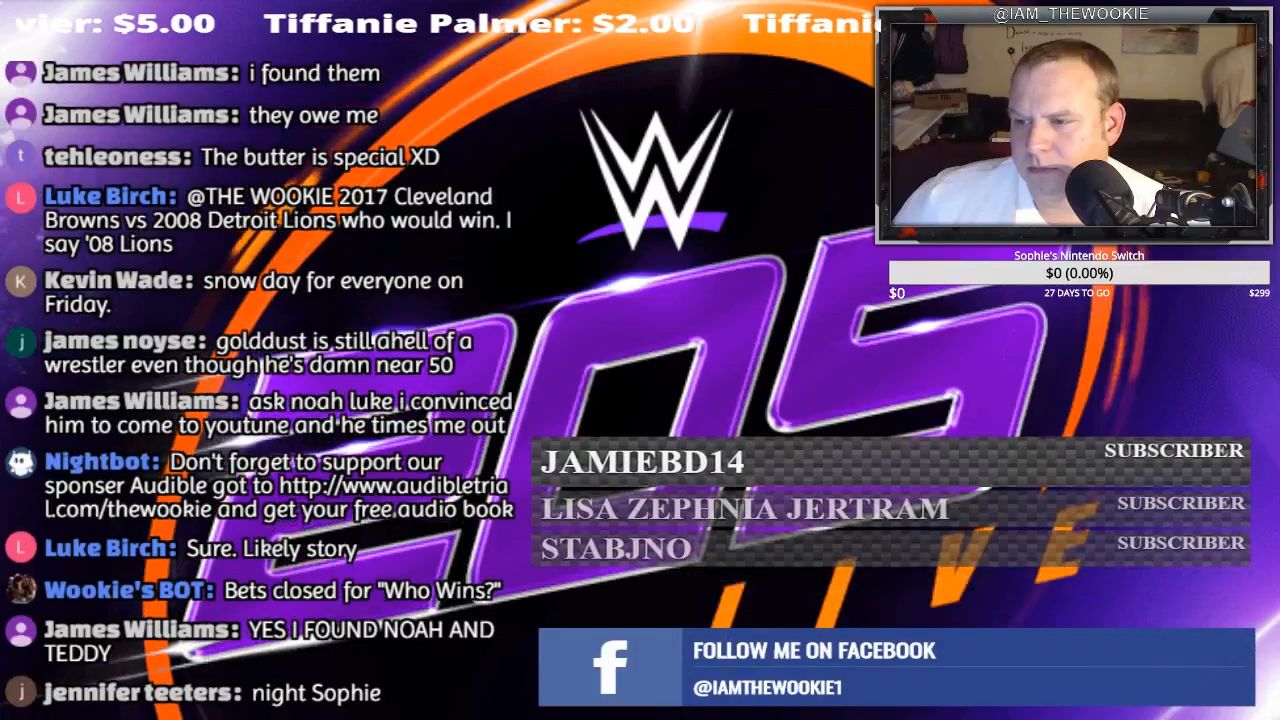 vier: $5.00 Tiffanie Palmer: $2.00 Tiffani
@IAM_THEWOOKIE
James Williams: i found them
James Williams: they owe me
t tehleoness: The butter is special XD
L Luke Birch: @THE WOOKIE 2017 Cleveland
Browns vs 2008 Detroit Lions who would win. I
say '08 Lions
K Kevin Wade: snow day for everyone on
Friday.
j james noyse: golddust is still ahell of a
wrestler even though he's damn near 50
James Williams: ask noah luke i convinced
him to come to youtune and he times me out
Nightbot: Don't forget to support our
sponser Audible got to http://www.audibletria
l.com/thewookie and get your free audio book
L Luke Birch: Sure. Likely story
Wookie's BOT: Bets closed for "Who Wins?"
James Williams: YES I FOUND NOAH AND
TEDDY
j jennifer teeters: night Sophie
W
205
LIVE
Sophie's Nintendo Switch
$0 (0.00%)
$0 27 DAYS TO GO $299
JAMIEBD14 SUBSCRIBER
LISA ZEPHNIA JERTRAM SUBSCRIBER
STABJNO SUBSCRIBER
f
FOLLOW ME ON FACEBOOK
@IAMTHEWOOKIE1